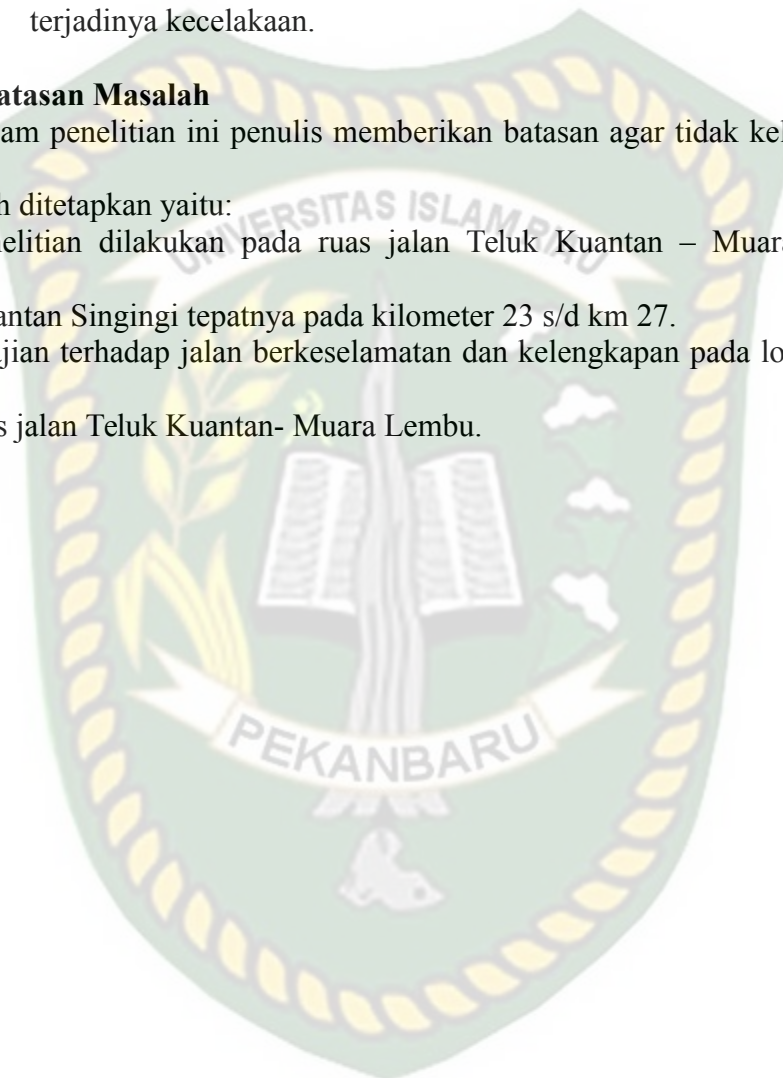 terjadinya kecelakaan.
atasan Masalah
am penelitian ini penulis memberikan batasan agar tidak kel
h ditetapkan yaitu:
UNIVERSITAS ISLAM RIAU
nelitian dilakukan pada ruas jalan Teluk Kuantan – Muara
antan Singingi tepatnya pada kilometer 23 s/d km 27.
ajian terhadap jalan berkeselamatan dan kelengkapan pada lo
s jalan Teluk Kuantan- Muara Lembu.
PEKANBARU